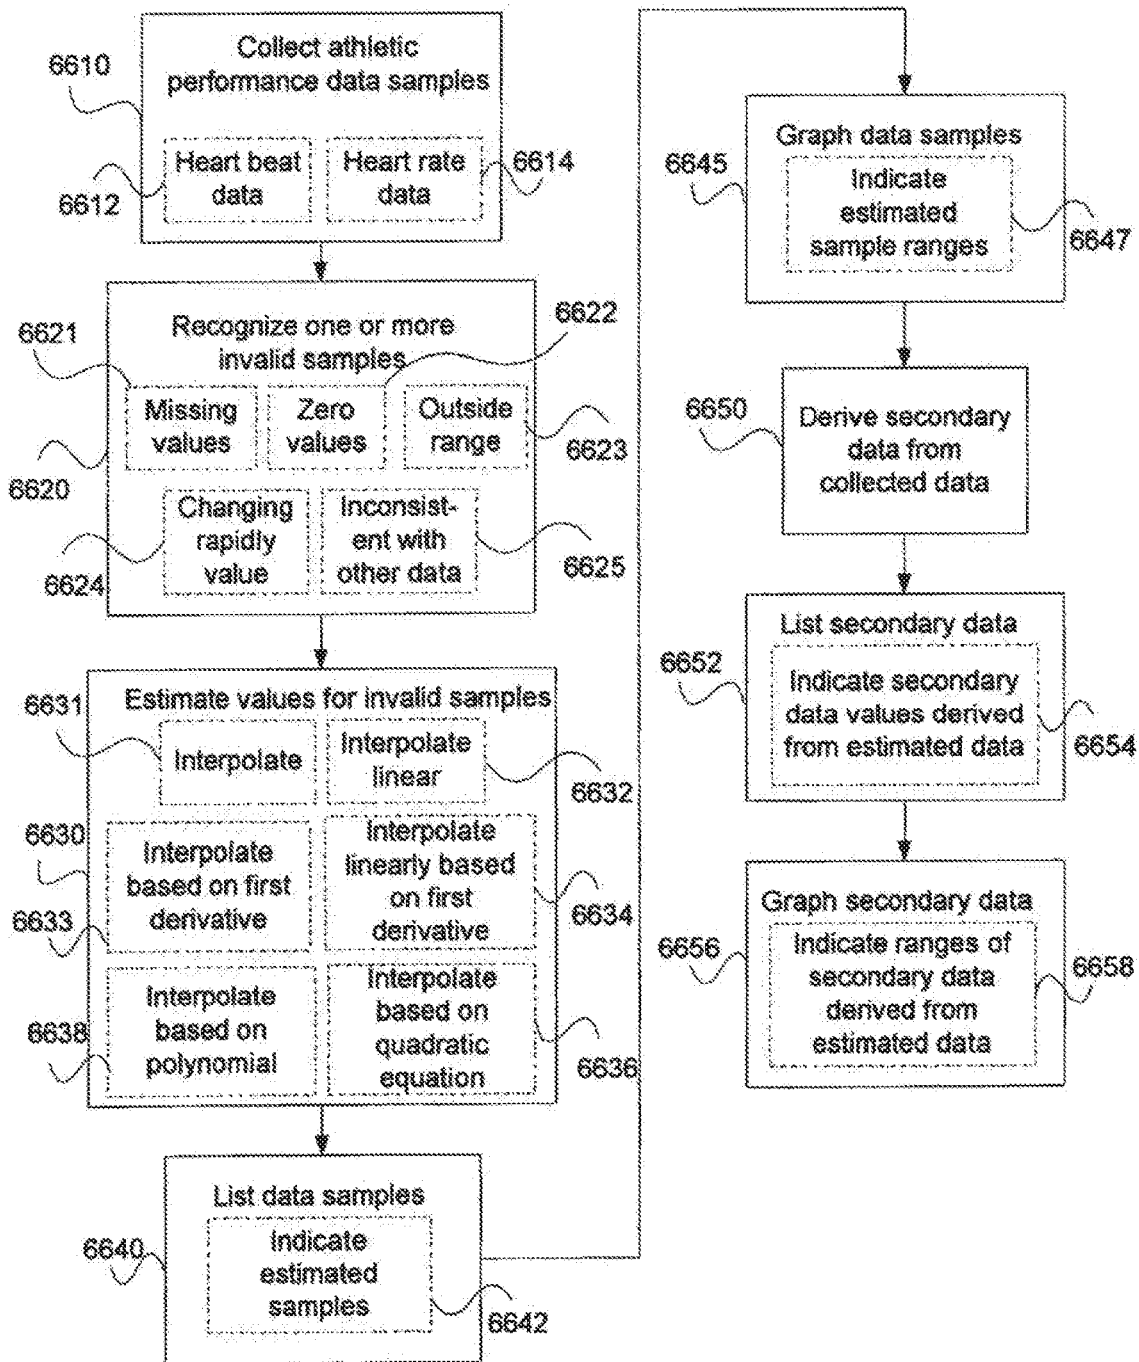 Collect athletic
performance data samples
6610
Heart beat
data
Heart rate
data
6612
6614
Recognize one or more
invalid samples
6621
6622
Missing
values
Zero
values
Outside
range
6623
6620
Changing
rapidly
value
Inconsist-
ent with
other data
6624
6625
Estimate values for invalid samples
6631
Interpolate
Interpolate
linear
6632
6630
Interpolate
based on first
derivative
Interpolate
linearly based
on first
derivative
6633
6634
Interpolate
based on
polynomial
Interpolate
based on
quadratic
equation
6638
6636
List data samples
6640
Indicate
estimated
samples
6642
Graph data samples
6645
Indicate
estimated
sample ranges
6647
6650
Derive secondary
data from
collected data
List secondary data
6652
Indicate secondary
data values derived
from estimated data
6654
Graph secondary data
6656
Indicate ranges of
secondary data
derived from
estimated data
6658